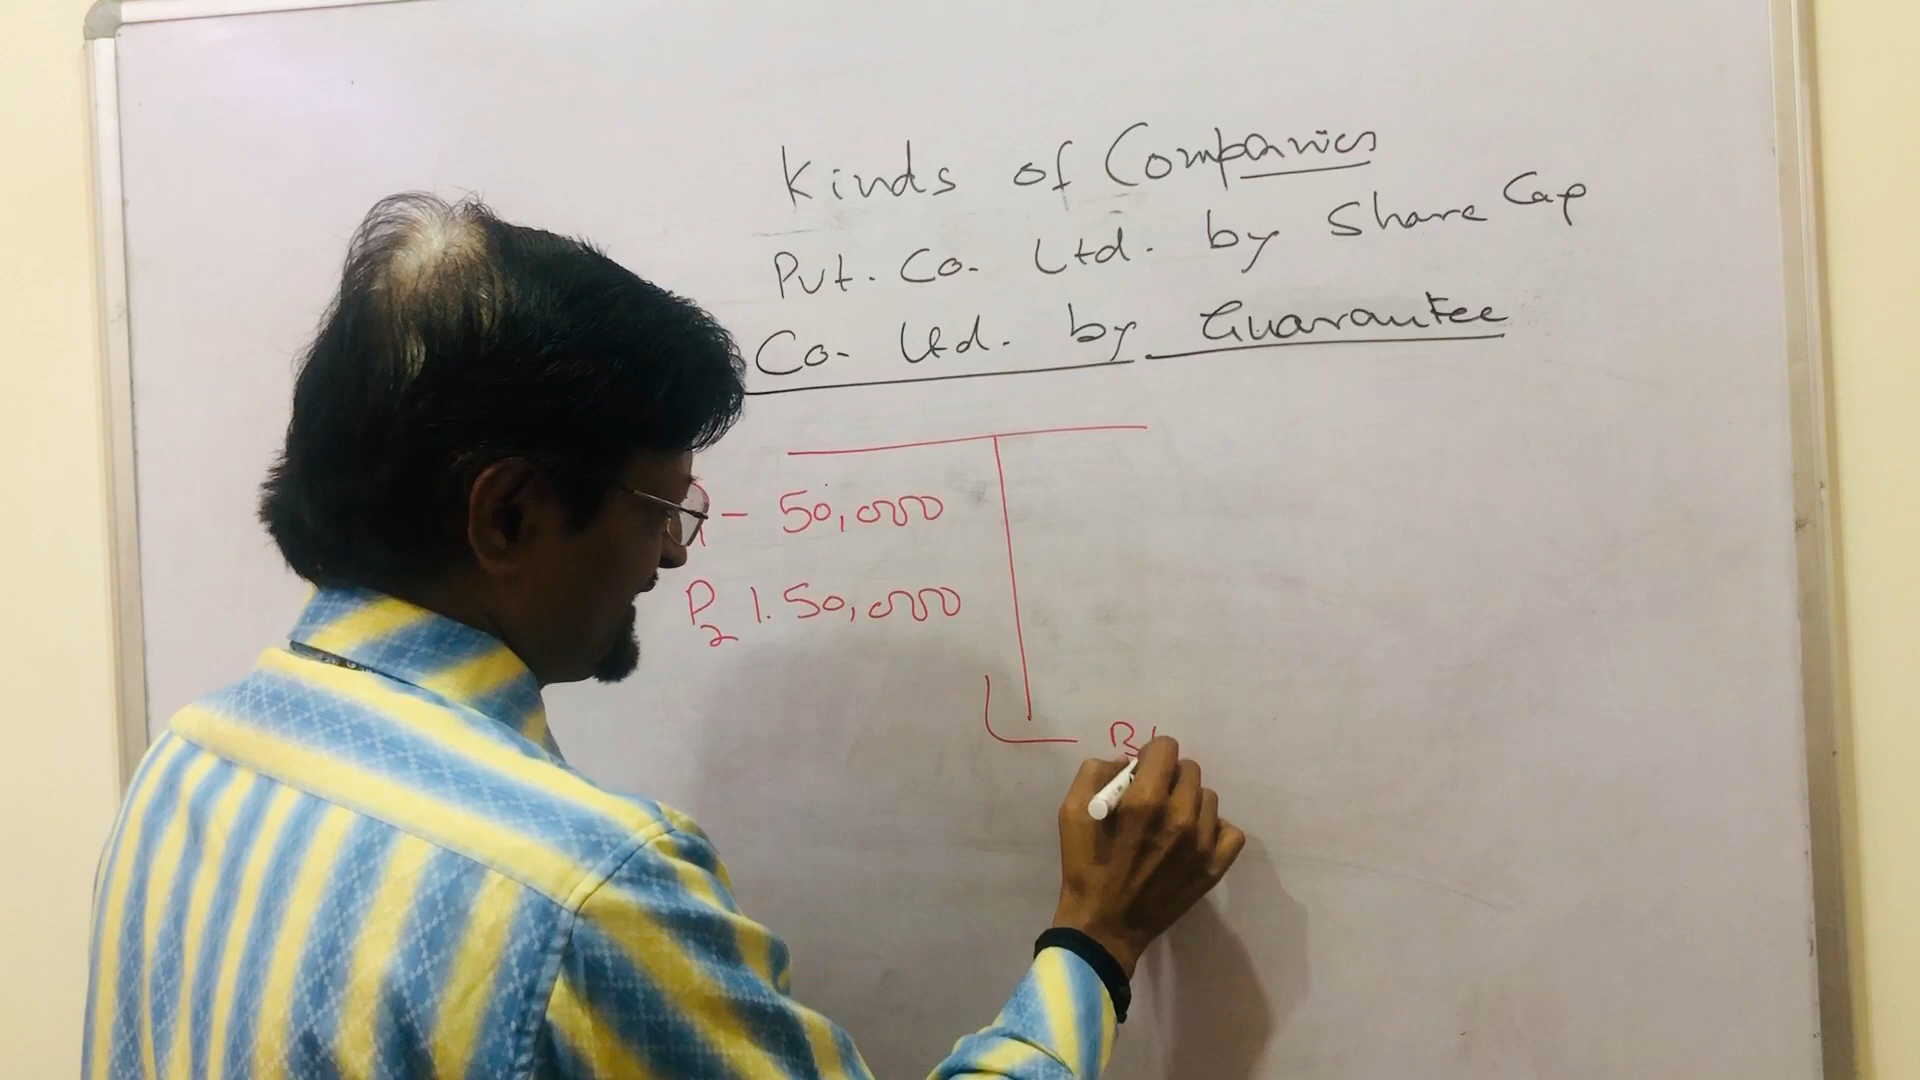 Kinds of Companies
Pvt. Co. Ltd. by Share Cap
Co. Ltd. by Guarantee
- 50,000
P2 1.50,000